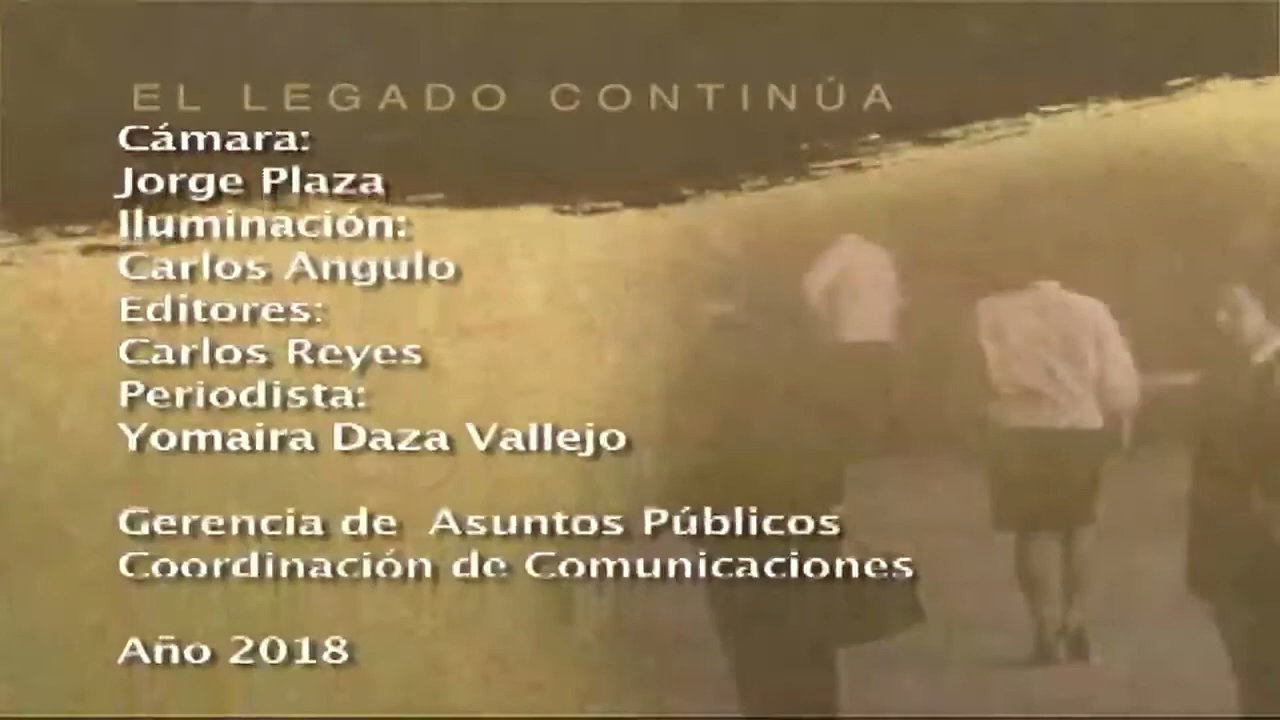 EL LEGADO CONTINÚA
Cámara:
Jorge Plaza
Iluminación:
Carlos Angulo
Editores:
Carlos Reyes
Periodista:
Yomaira Daza Vallejo
Gerencia de Asuntos Públicos
Coordinación de Comunicaciones
Año 2018